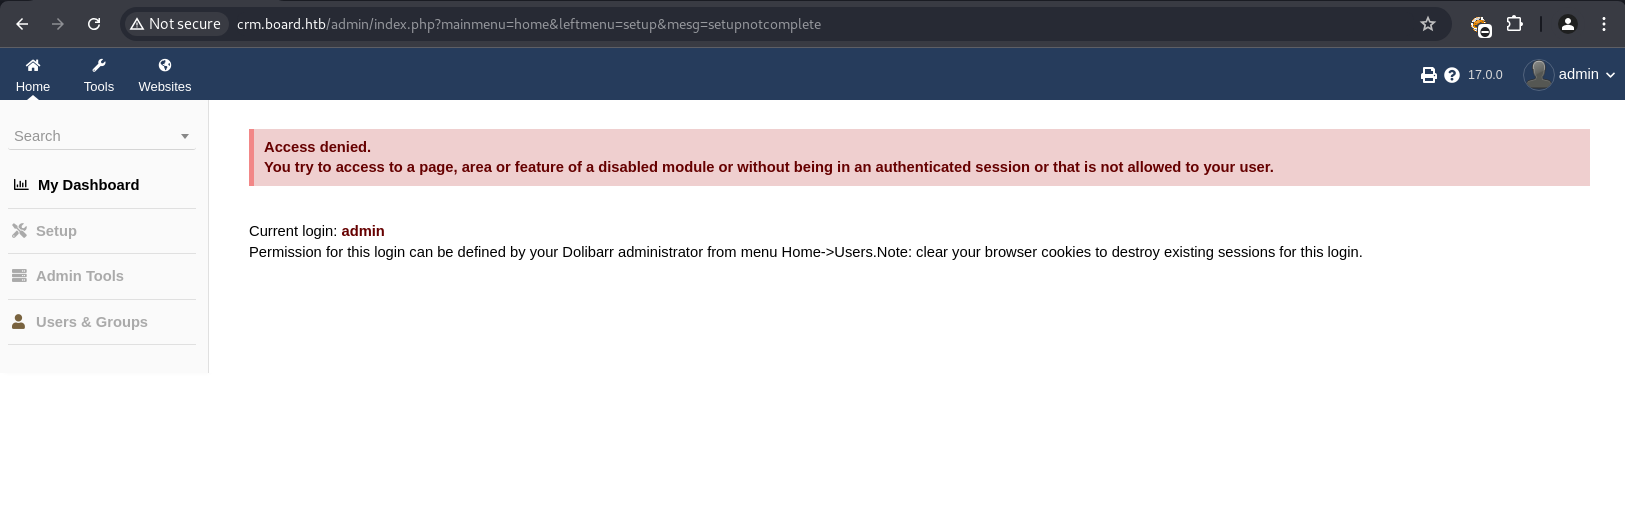 Not secure crm.board.htb/admin/index.php?mainmenu=home&leftmenu=setup&mesg=setupnotcomplete
Home Tools Websites 17.0.0 admin
Search
My Dashboard
Setup
Admin Tools
Users & Groups
Access denied.
You try to access to a page, area or feature of a disabled module or without being in an authenticated session or that is not allowed to your user.
Current login: admin
Permission for this login can be defined by your Dolibarr administrator from menu Home->Users.Note: clear your browser cookies to destroy existing sessions for this login.